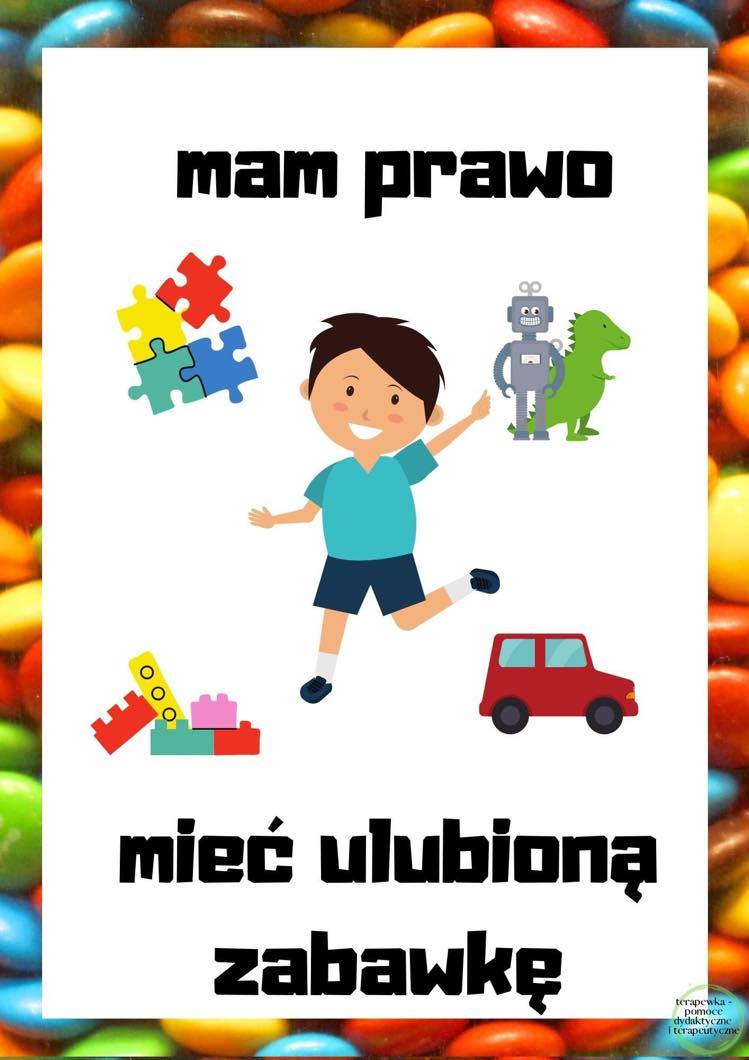 mam prawo
mieć ulubioną
zabawkę
terapewka -
pomoce
dydaktyczne
i terapeutyczne